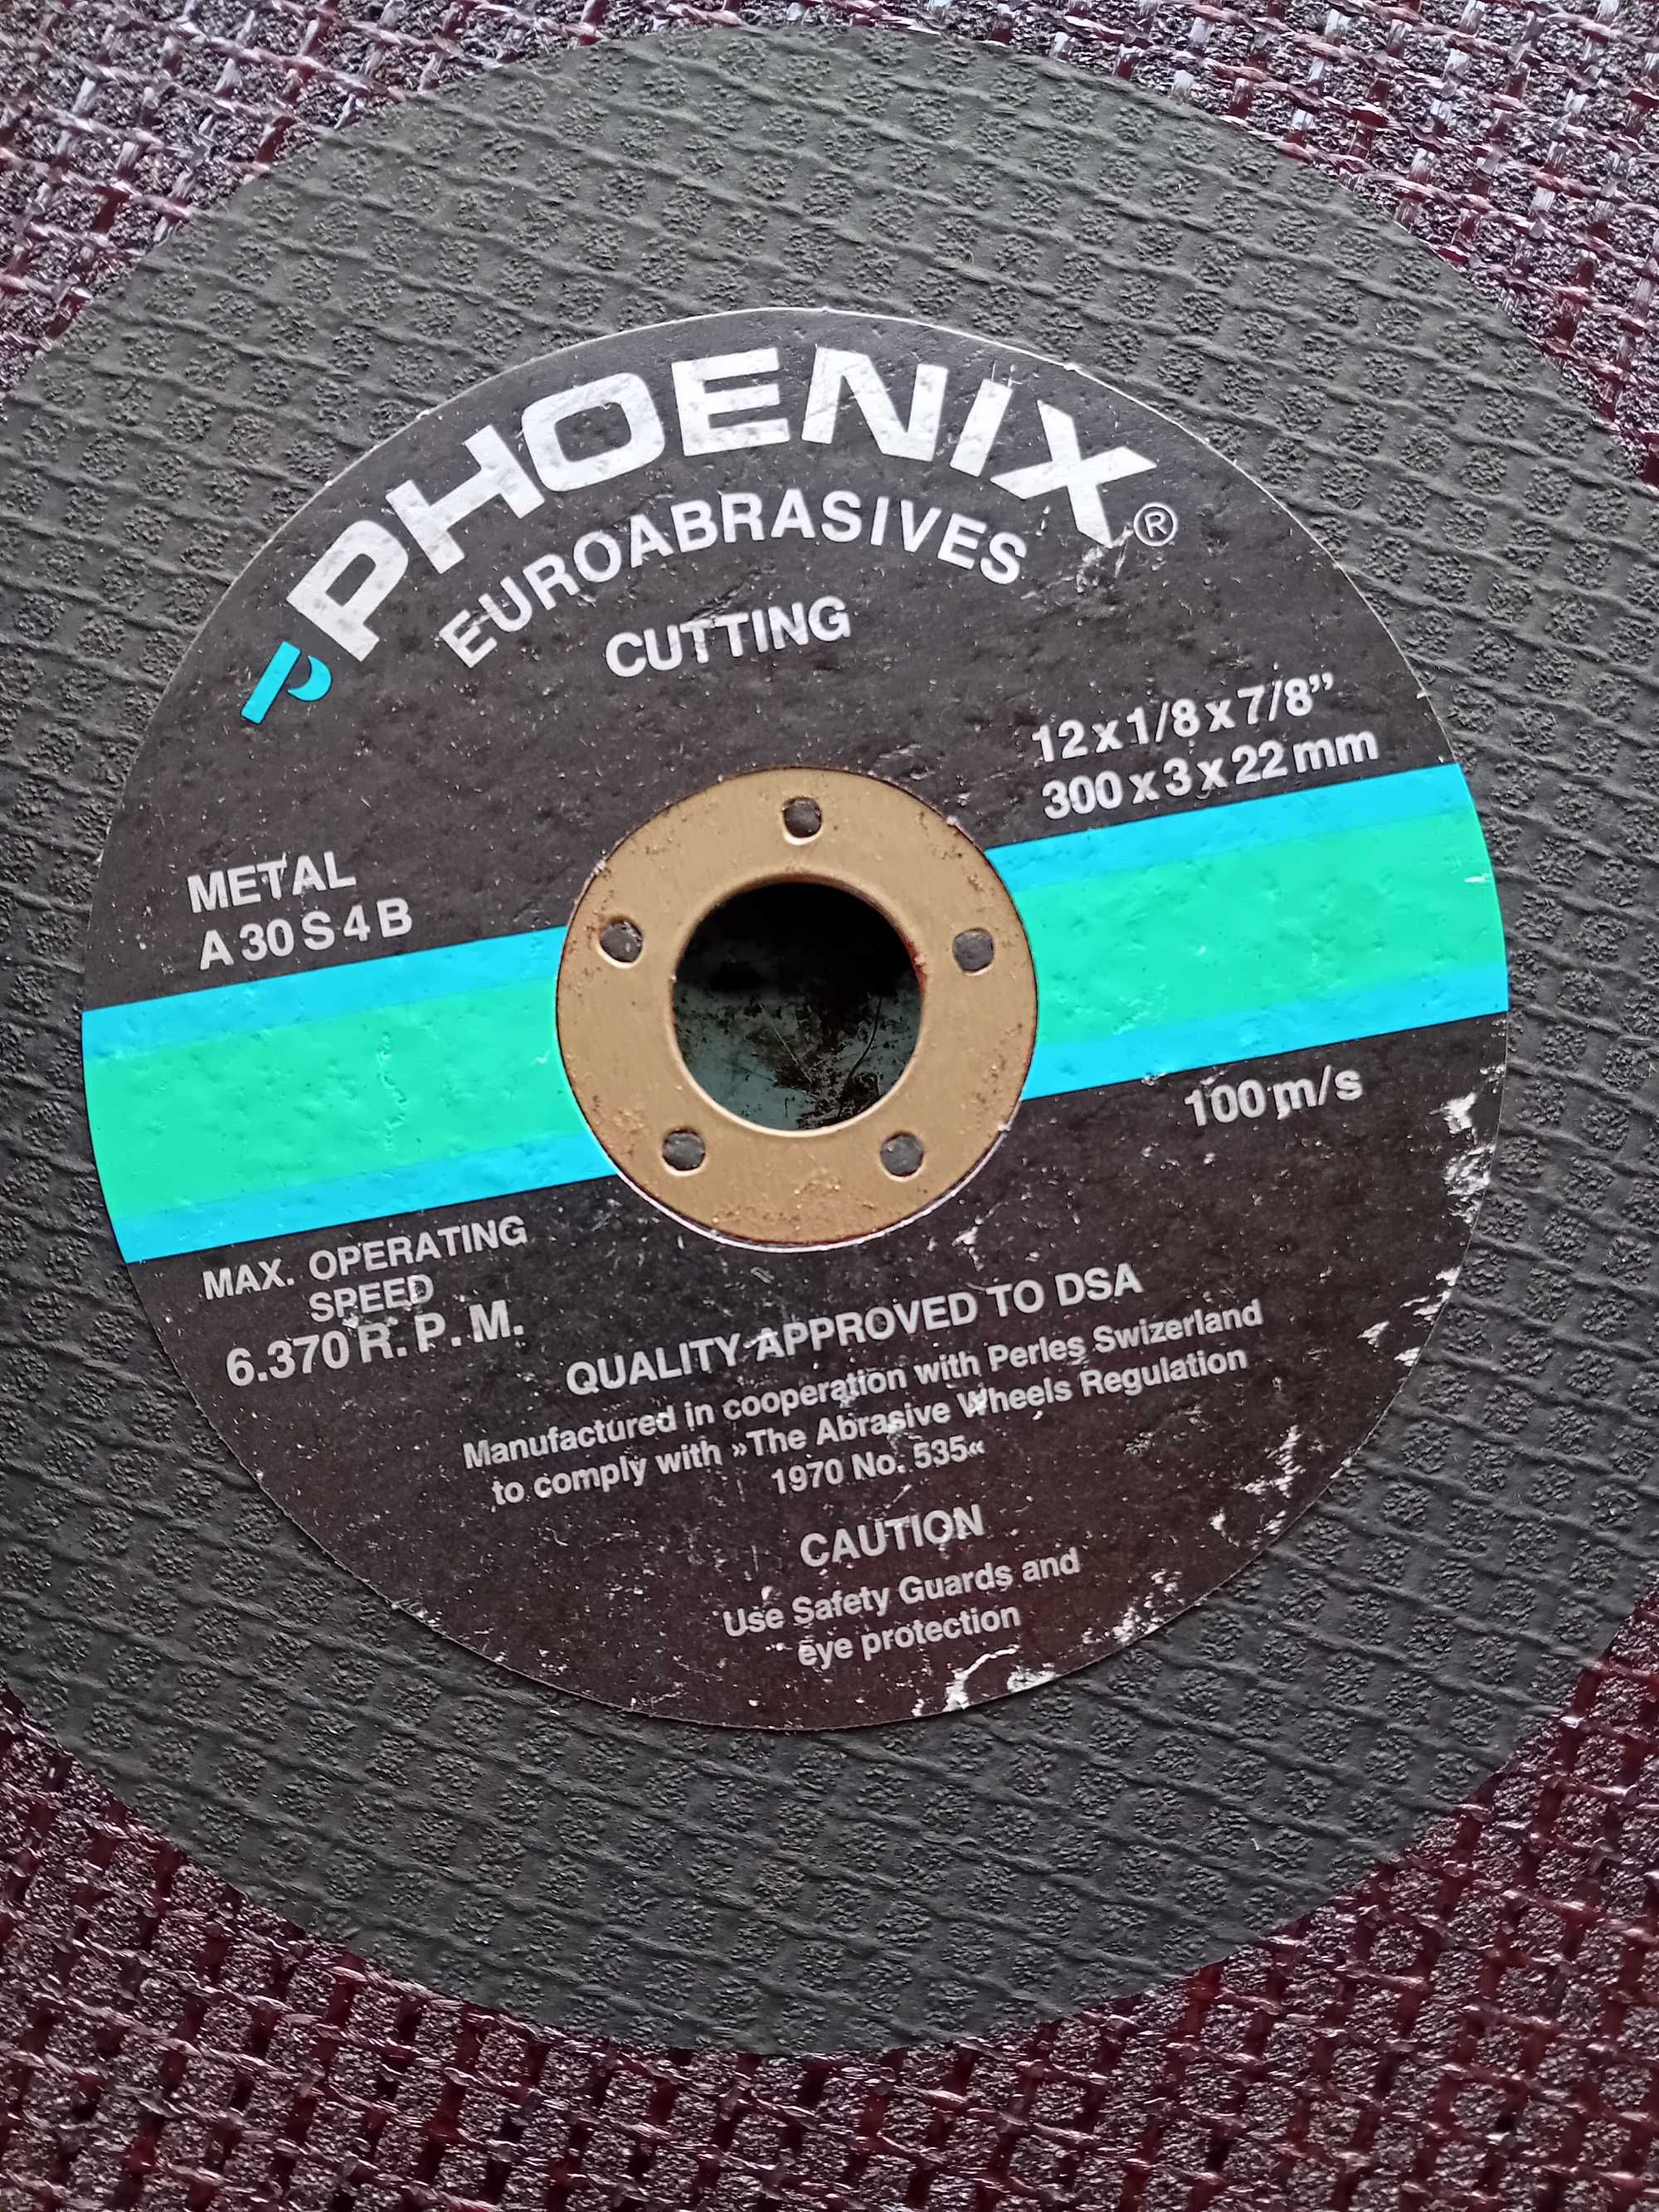 PHOENIX®
EUROABRASIVES
CUTTING
12 x 1/8 x 7/8”
300 x 3 x 22 mm
METAL
A 30 S 4 B
100 m/s
MAX. OPERATING
SPEED
6.370 R. P. M.
QUALITY APPROVED TO DSA
Manufactured in cooperation with Perles Swizerland
to comply with »The Abrasive Wheels Regulation
1970 No. 535«
CAUTION
Use Safety Guards and
eye protection